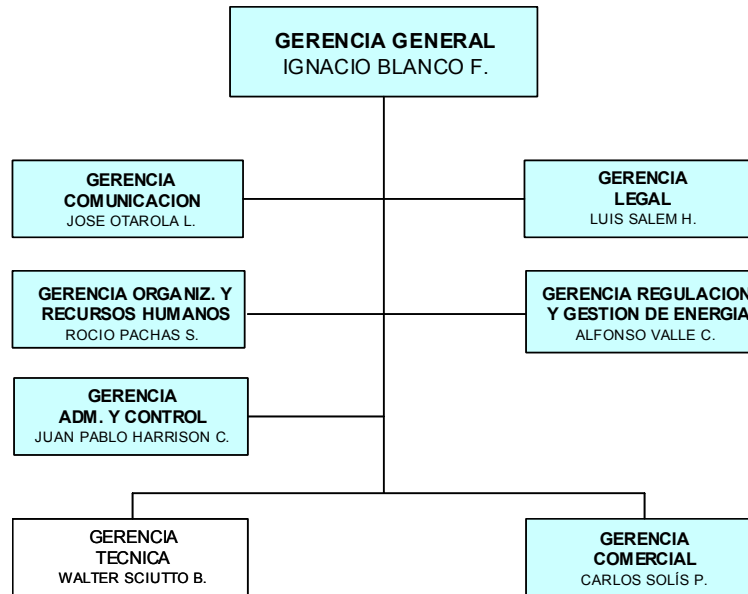 GERENCIA GENERAL
IGNACIO BLANCO F.
GERENCIA
COMUNICACION
JOSE OTAROLA L.
GERENCIA
LEGAL
LUIS SALEM H.
GERENCIA ORGANIZ. Y
RECURSOS HUMANOS
ROCIO PACHAS S.
GERENCIA REGULACION
Y GESTION DE ENERGIA
ALFONSO VALLE C.
GERENCIA
ADM. Y CONTROL
JUAN PABLO HARRISON C.
GERENCIA
TECNICA
WALTER SCIUTTO B.
GERENCIA
COMERCIAL
CARLOS SOLÍS P.